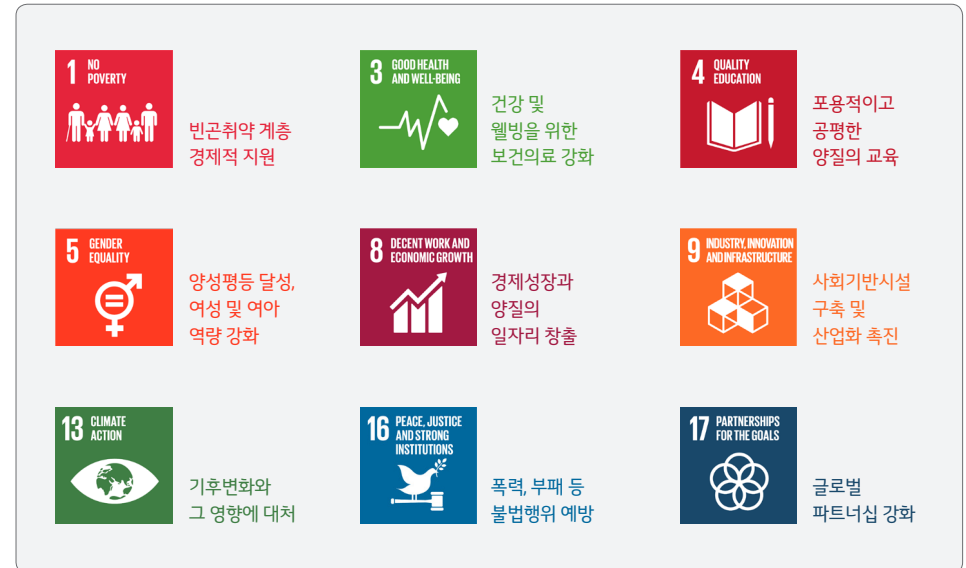 1 NO
POVERTY
빈곤취약 계층
경제적 지원
3 GOOD HEALTH
AND WELL-BEING
건강 및
웰빙을 위한
보건의료 강화
4 QUALITY
EDUCATION
포용적이고
공평한
양질의 교육
5 GENDER
EQUALITY
양성평등 달성,
여성 및 여아
역량 강화
8 DECENT WORK AND
ECONOMIC GROWTH
경제성장과
양질의
일자리 창출
9 INDUSTRY, INNOVATION
AND INFRASTRUCTURE
사회기반시설
구축 및
산업화 촉진
13 CLIMATE
ACTION
기후변화와
그 영향에 대처
16 PEACE, JUSTICE
AND STRONG
INSTITUTIONS
폭력, 부패 등
불법행위 예방
17 PARTNERSHIPS
FOR THE GOALS
글로벌
파트너십 강화